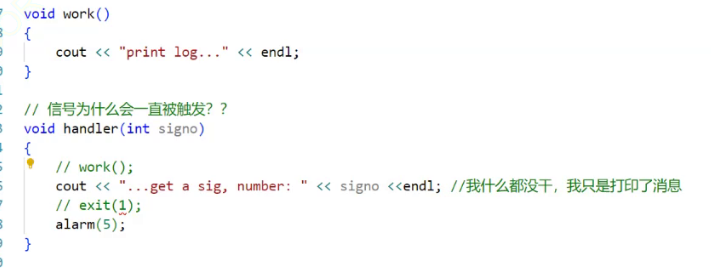 void work()
{
cout << "print log..." << endl;
}
// 信号为什么会一直被触发？？
void handler(int signo)
{
// work();
cout << "...get a sig, number: " << signo <<endl; //我什么都没干，我只是打印了消息
// exit(1);
alarm(5);
}